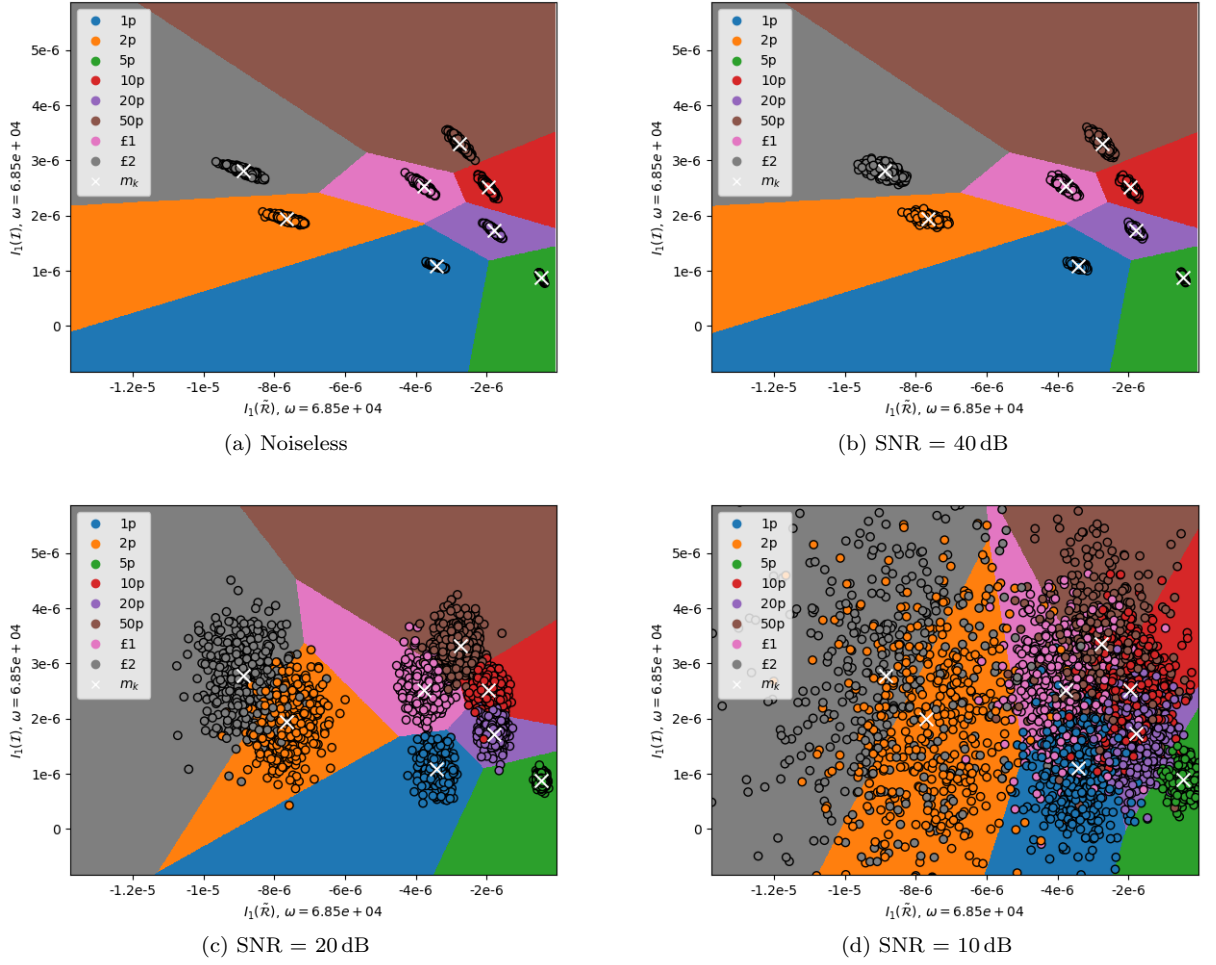 1p
2p
5p
10p
20p
50p
£1
£2
m_k
5e-6
4e-6
3e-6
2e-6
1e-6
0
I₁(ℐ), ω = 6.85e + 04
-1.2e-5 -1e-5 -8e-6 -6e-6 -4e-6 -2e-6
I₁(ℛ̃), ω = 6.85e + 04
(a) Noiseless
1p
2p
5p
10p
20p
50p
£1
£2
m_k
5e-6
4e-6
3e-6
2e-6
1e-6
0
I₁(ℐ), ω = 6.85e + 04
-1.2e-5 -1e-5 -8e-6 -6e-6 -4e-6 -2e-6
I₁(ℛ̃), ω = 6.85e + 04
(b) SNR = 40 dB
1p
2p
5p
10p
20p
50p
£1
£2
m_k
5e-6
4e-6
3e-6
2e-6
1e-6
0
I₁(ℐ), ω = 6.85e + 04
-1.2e-5 -1e-5 -8e-6 -6e-6 -4e-6 -2e-6
I₁(ℛ̃), ω = 6.85e + 04
(c) SNR = 20 dB
1p
2p
5p
10p
20p
50p
£1
£2
m_k
5e-6
4e-6
3e-6
2e-6
1e-6
0
I₁(ℐ), ω = 6.85e + 04
-1.2e-5 -1e-5 -8e-6 -6e-6 -4e-6 -2e-6
I₁(ℛ̃), ω = 6.85e + 04
(d) SNR = 10 dB